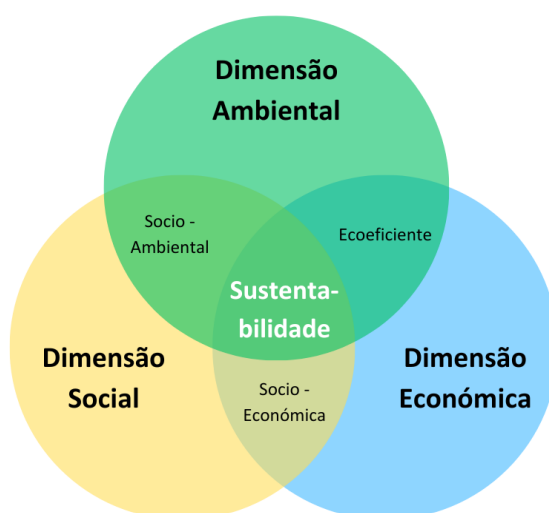 Dimensão
Ambiental
Socio -
Ambiental
Ecoeficiente
Sustenta-
bilidade
Dimensão
Social
Socio -
Económica
Dimensão
Económica